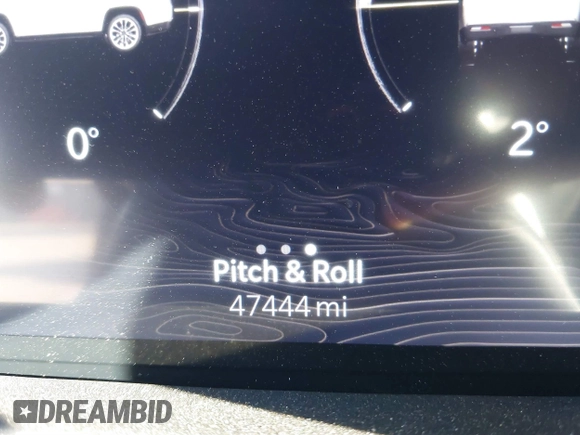 0°
2°
Pitch & Roll
47444 mi
DREAMBID